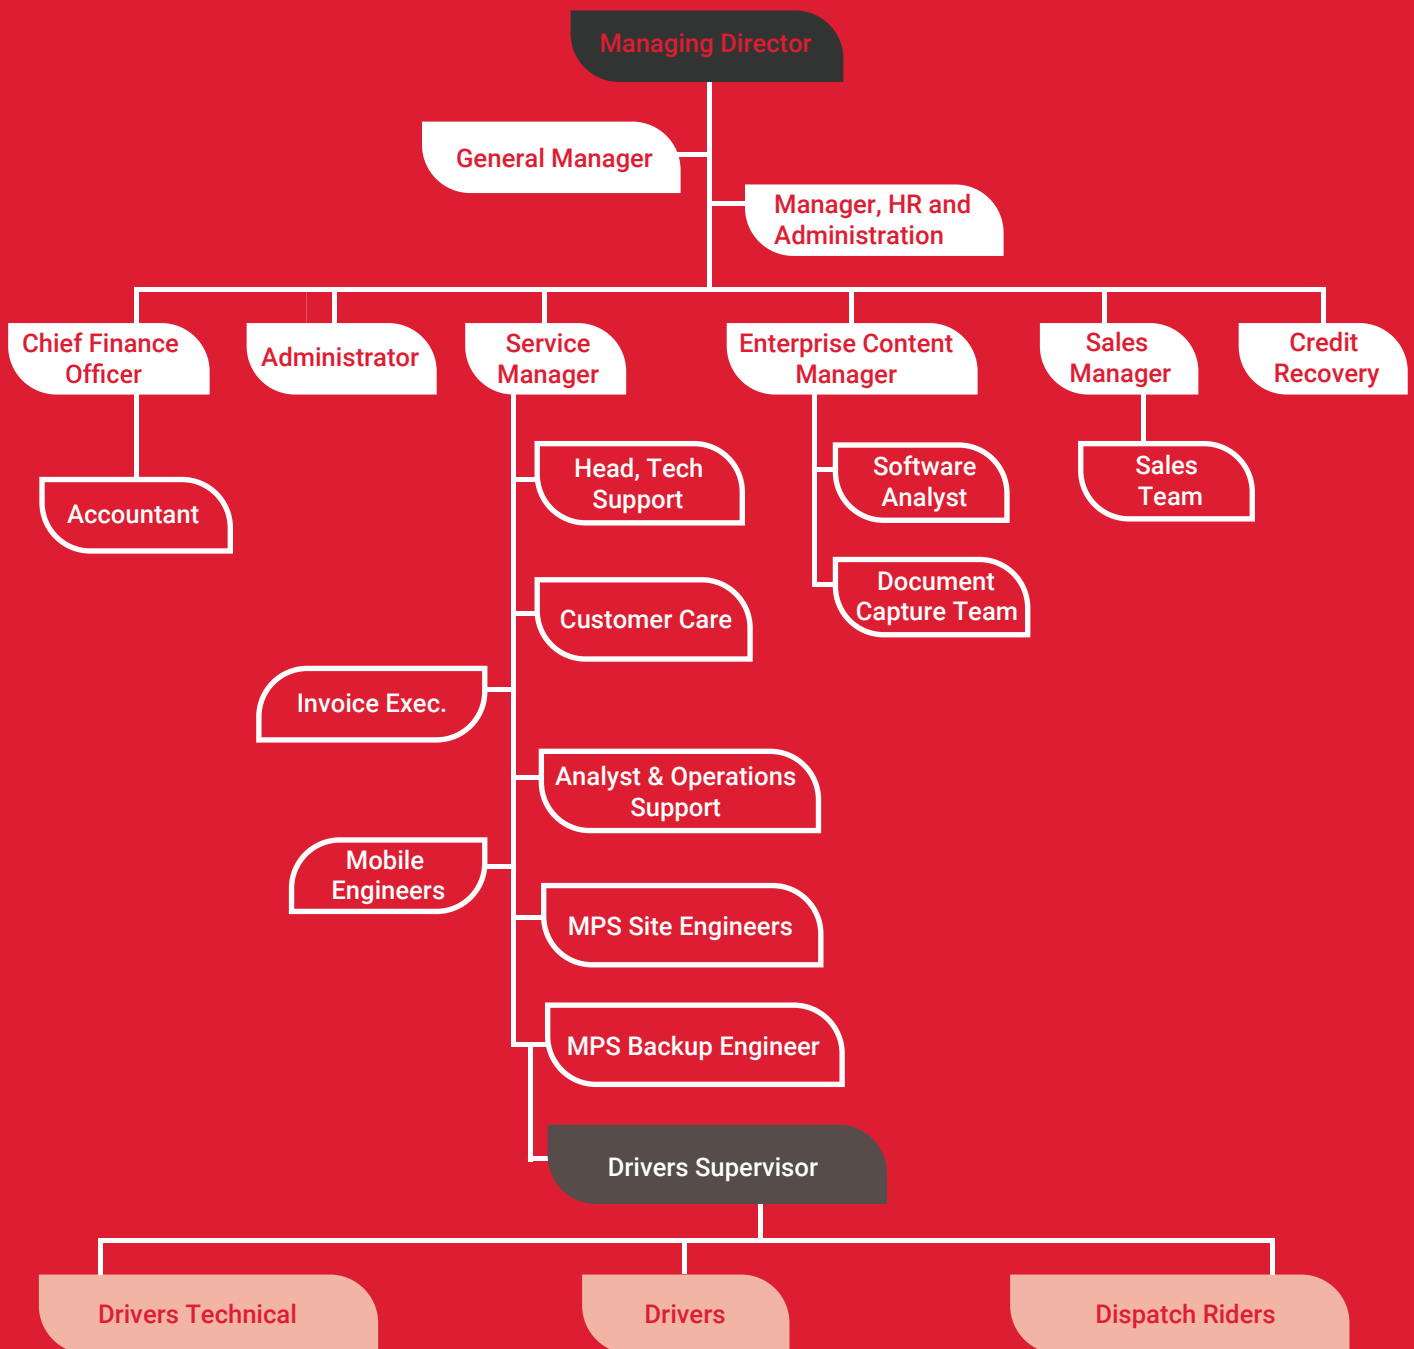 Managing Director
General Manager
Manager, HR and
Administration
Chief Finance
Officer
Administrator
Service
Manager
Enterprise Content
Manager
Sales
Manager
Credit
Recovery
Accountant
Head, Tech
Support
Software
Analyst
Sales
Team
Customer Care
Document
Capture Team
Invoice Exec.
Analyst & Operations
Support
Mobile
Engineers
MPS Site Engineers
MPS Backup Engineer
Drivers Supervisor
Drivers Technical
Drivers
Dispatch Riders